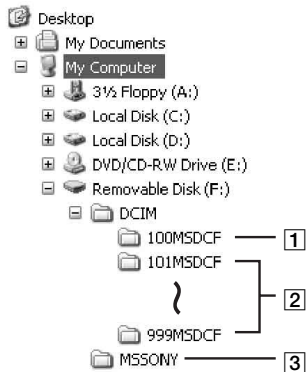 Desktop
My Documents
My Computer
3½ Floppy (A:)
Local Disk (C:)
Local Disk (D:)
DVD/CD-RW Drive (E:)
Removable Disk (F:)
DCIM
100MSDCF 1
101MSDCF
2
999MSDCF
MSSONY 3